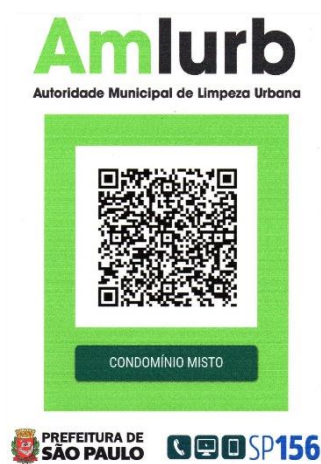 Amlurb
Autoridade Municipal de Limpeza Urbana
CONDOMÍNIO MISTO
PREFEITURA DE
SÃO PAULO
SP156